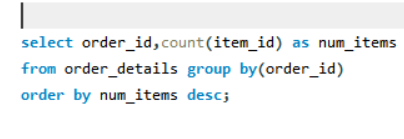 select order_id,count(item_id) as num_items
from order_details group by(order_id)
order by num_items desc;